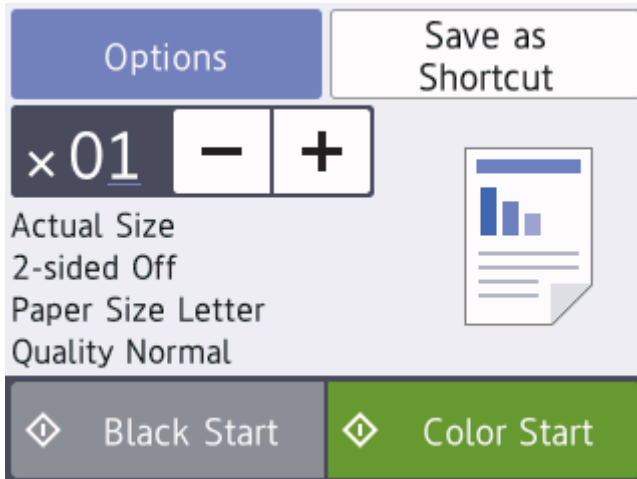 Options
Save as
Shortcut
× 01 − +
Actual Size
2-sided Off
Paper Size Letter
Quality Normal
Black Start
Color Start